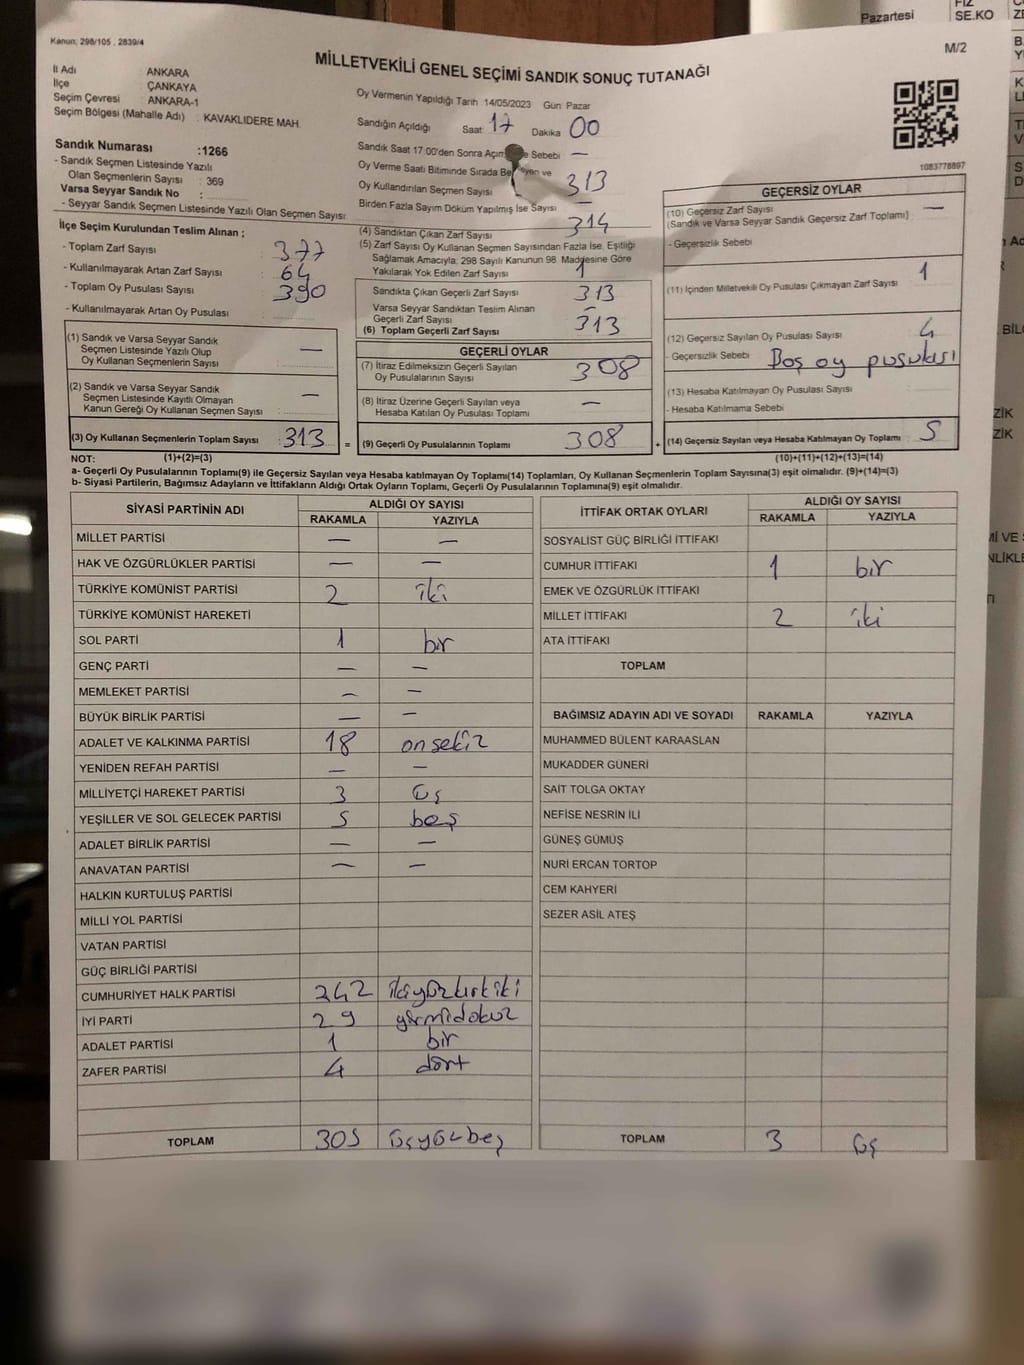 Pazartesi
FIZ
SE.KO
Kanun: 298/105 , 2839/4
M/2
MİLLETVEKİLİ GENEL SEÇİMİ SANDIK SONUÇ TUTANAĞI
İl Adı : ANKARA
İlçe : ÇANKAYA
Seçim Çevresi : ANKARA-1
Seçim Bölgesi (Mahalle Adı) : KAVAKLIDERE MAH.
Sandık Numarası :1266
- Sandık Seçmen Listesinde Yazılı
Olan Seçmenlerin Sayısı : 369
Varsa Seyyar Sandık No :
- Seyyar Sandık Seçmen Listesinde Yazılı Olan Seçmen Sayısı:
İlçe Seçim Kurulundan Teslim Alınan ;
- Toplam Zarf Sayısı : 377
- Kullanılmayarak Artan Zarf Sayısı : 64
- Toplam Oy Pusulası Sayısı : 390
- Kullanılmayarak Artan Oy Pusulası :
(1) Sandık ve Varsa Seyyar Sandık
Seçmen Listesinde Yazılı Olup
Oy Kullanan Seçmenlerin Sayısı : —
(2) Sandık ve Varsa Seyyar Sandık
Seçmen Listesinde Kayıtlı Olmayan
Kanun Gereği Oy Kullanan Seçmen Sayısı : —
(3) Oy Kullanan Seçmenlerin Toplam Sayısı : 313 =
Oy Vermenin Yapıldığı Tarih 14/05/2023 Gün Pazar
Sandığın Açıldığı Saat 17 Dakika 00
Sandık Saat 17:00'den Sonra Sebebi —
Oy Verme Saati Bitiminde Sırada ve
Oy Kullandırılan Seçmen Sayısı 313
Birden Fazla Sayım Döküm Yapılmış İse Sayısı —
(4) Sandıktan Çıkan Zarf Sayısı 314
(5) Zarf Sayısı Oy Kullanan Seçmen Sayısından Fazla İse, Eşitliği
Sağlamak Amacıyla; 298 Sayılı Kanunun 98. Maddesine Göre
Yakılarak Yok Edilen Zarf Sayısı 1
Sandıkta Çıkan Geçerli Zarf Sayısı 313
Varsa Seyyar Sandıktan Teslim Alınan
Geçerli Zarf Sayısı —
(6) Toplam Geçerli Zarf Sayısı 313
GEÇERLİ OYLAR
(7) İtiraz Edilmeksizin Geçerli Sayılan
Oy Pusulalarının Sayısı 308
(8) İtiraz Üzerine Geçerli Sayılan veya
Hesaba Katılan Oy Pusulası Toplamı —
(9) Geçerli Oy Pusulalarının Toplamı 308 +
1083778897
GEÇERSİZ OYLAR
(10) Geçersiz Zarf Sayısı —
(Sandık ve Varsa Seyyar Sandık Geçersiz Zarf Toplamı)
- Geçersizlik Sebebi
(11) İçinden Milletvekili Oy Pusulası Çıkmayan Zarf Sayısı 1
(12) Geçersiz Sayılan Oy Pusulası Sayısı 4
- Geçersizlik Sebebi Boş oy pusulası
(13) Hesaba Katılmayan Oy Pusulası Sayısı
- Hesaba Katılmama Sebebi
(14) Geçersiz Sayılan veya Hesaba Katılmayan Oy Toplamı 5
NOT: (1)+(2)=(3) (10)+(11)+(12)+(13)=(14)
a- Geçerli Oy Pusulalarının Toplamı(9) ile Geçersiz Sayılan veya Hesaba katılmayan Oy Toplamı(14) Toplamları, Oy Kullanan Seçmenlerin Toplam Sayısına(3) eşit olmalıdır. (9)+(14)=(3)
b- Siyasi Partilerin, Bağımsız Adayların ve İttifakların Aldığı Ortak Oyların Toplamı, Geçerli Oy Pusulalarının Toplamına(9) eşit olmalıdır.
SİYASİ PARTİNİN ADI ALDIĞI OY SAYISI
RAKAMLA YAZIYLA
MİLLET PARTİSİ — —
HAK VE ÖZGÜRLÜKLER PARTİSİ — —
TÜRKİYE KOMÜNİST PARTİSİ 2 iki
TÜRKİYE KOMÜNİST HAREKETİ
SOL PARTİ 1 bir
GENÇ PARTİ — —
MEMLEKET PARTİSİ — —
BÜYÜK BİRLİK PARTİSİ — —
ADALET VE KALKINMA PARTİSİ 18 onsekiz
YENİDEN REFAH PARTİSİ — —
MİLLİYETÇİ HAREKET PARTİSİ 3 üç
YEŞİLLER VE SOL GELECEK PARTİSİ 5 beş
ADALET BİRLİK PARTİSİ — —
ANAVATAN PARTİSİ — —
HALKIN KURTULUŞ PARTİSİ
MİLLİ YOL PARTİSİ
VATAN PARTİSİ
GÜÇ BİRLİĞİ PARTİSİ
CUMHURİYET HALK PARTİSİ 242 ikiyüzkırkiki
İYİ PARTİ 29 yirmidokuz
ADALET PARTİSİ 1 bir
ZAFER PARTİSİ 4 dört
TOPLAM 305 üçyüzbeş
İTTİFAK ORTAK OYLARI ALDIĞI OY SAYISI
RAKAMLA YAZIYLA
SOSYALİST GÜÇ BİRLİĞİ İTTİFAKI
CUMHUR İTTİFAKI 1 bir
EMEK VE ÖZGÜRLÜK İTTİFAKI
MİLLET İTTİFAKI 2 iki
ATA İTTİFAKI
TOPLAM
BAĞIMSIZ ADAYIN ADI VE SOYADI RAKAMLA YAZIYLA
MUHAMMED BÜLENT KARAASLAN
MUKADDER GÜNERİ
SAİT TOLGA OKTAY
NEFİSE NESRİN İLİ
GÜNEŞ GÜMÜŞ
NURİ ERCAN TORTOP
CEM KAHYERİ
SEZER ASİL ATEŞ
TOPLAM 3 üç